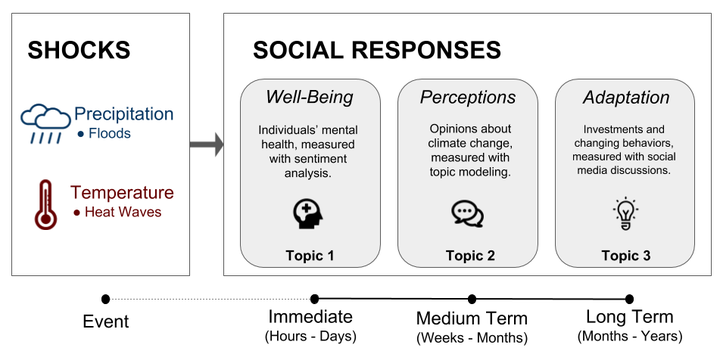 SHOCKS
Precipitation
• Floods
Temperature
• Heat Waves
SOCIAL RESPONSES
Well-Being
Individuals' mental
health, measured
with sentiment
analysis.
Topic 1
Perceptions
Opinions about
climate change,
measured with
topic modeling.
Topic 2
Adaptation
Investments and
changing behaviors,
measured with social
media discussions.
Topic 3
Event
Immediate
(Hours - Days)
Medium Term
(Weeks - Months)
Long Term
(Months - Years)